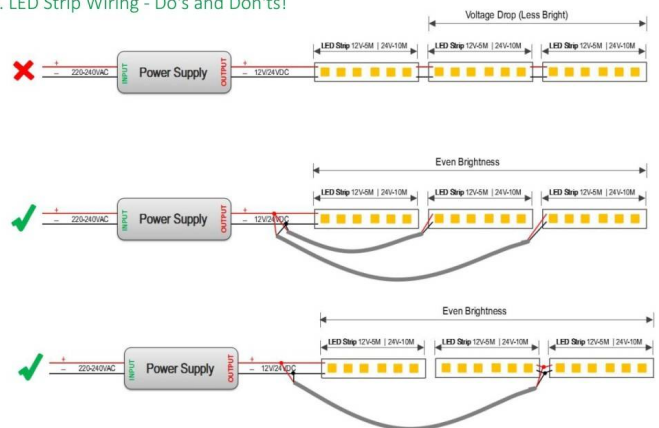 . LED Strip Wiring - Do's and Don'ts!
Voltage Drop (Less Bright)
LED Strip 12V-5M | 24V-10M LED Strip 12V-5M | 24V-10M LED Strip 12V-5M | 24V-10M
+ INPUT Power Supply OUTPUT +
– 220-240VAC – 12V/24VDC
Even Brightness
LED Strip 12V-5M | 24V-10M LED Strip 12V-5M | 24V-10M LED Strip 12V-5M | 24V-10M
+ INPUT Power Supply OUTPUT +
– 220-240VAC – 12V/24VDC
Even Brightness
LED Strip 12V-5M | 24V-10M LED Strip 12V-5M | 24V-10M LED Strip 12V-5M | 24V-10M
+ INPUT Power Supply OUTPUT +
– 220-240VAC – 12V/24VDC